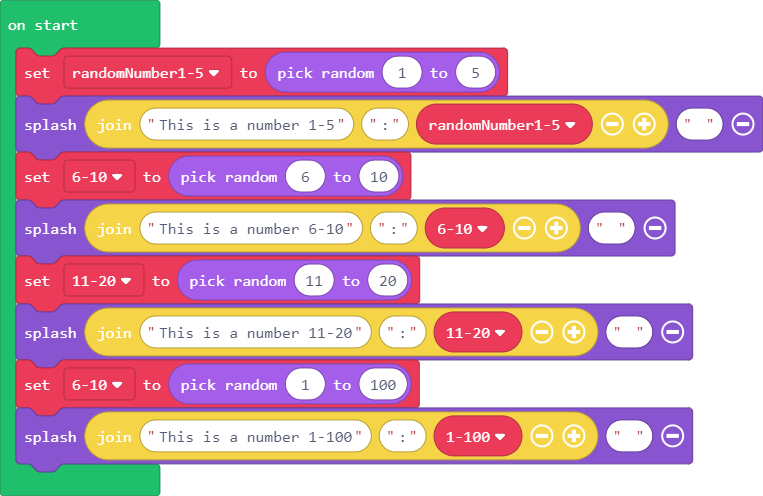 on start
set randomNumber1-5 to pick random 1 to 5
splash join "This is a number 1-5" ":" randomNumber1-5 " "
set 6-10 to pick random 6 to 10
splash join "This is a number 6-10" ":" 6-10 " "
set 11-20 to pick random 11 to 20
splash join "This is a number 11-20" ":" 11-20 " "
set 6-10 to pick random 1 to 100
splash join "This is a number 1-100" ":" 1-100 " "